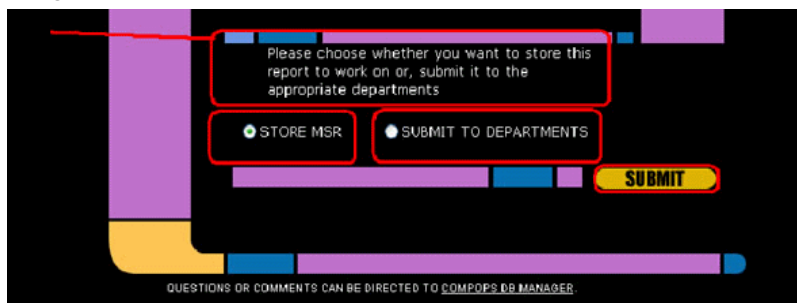 Please choose whether you want to store this
report to work on or, submit it to the
appropriate departments
STORE MSR
SUBMIT TO DEPARTMENTS
SUBMIT
QUESTIONS OR COMMENTS CAN BE DIRECTED TO COMPOPS DB MANAGER.